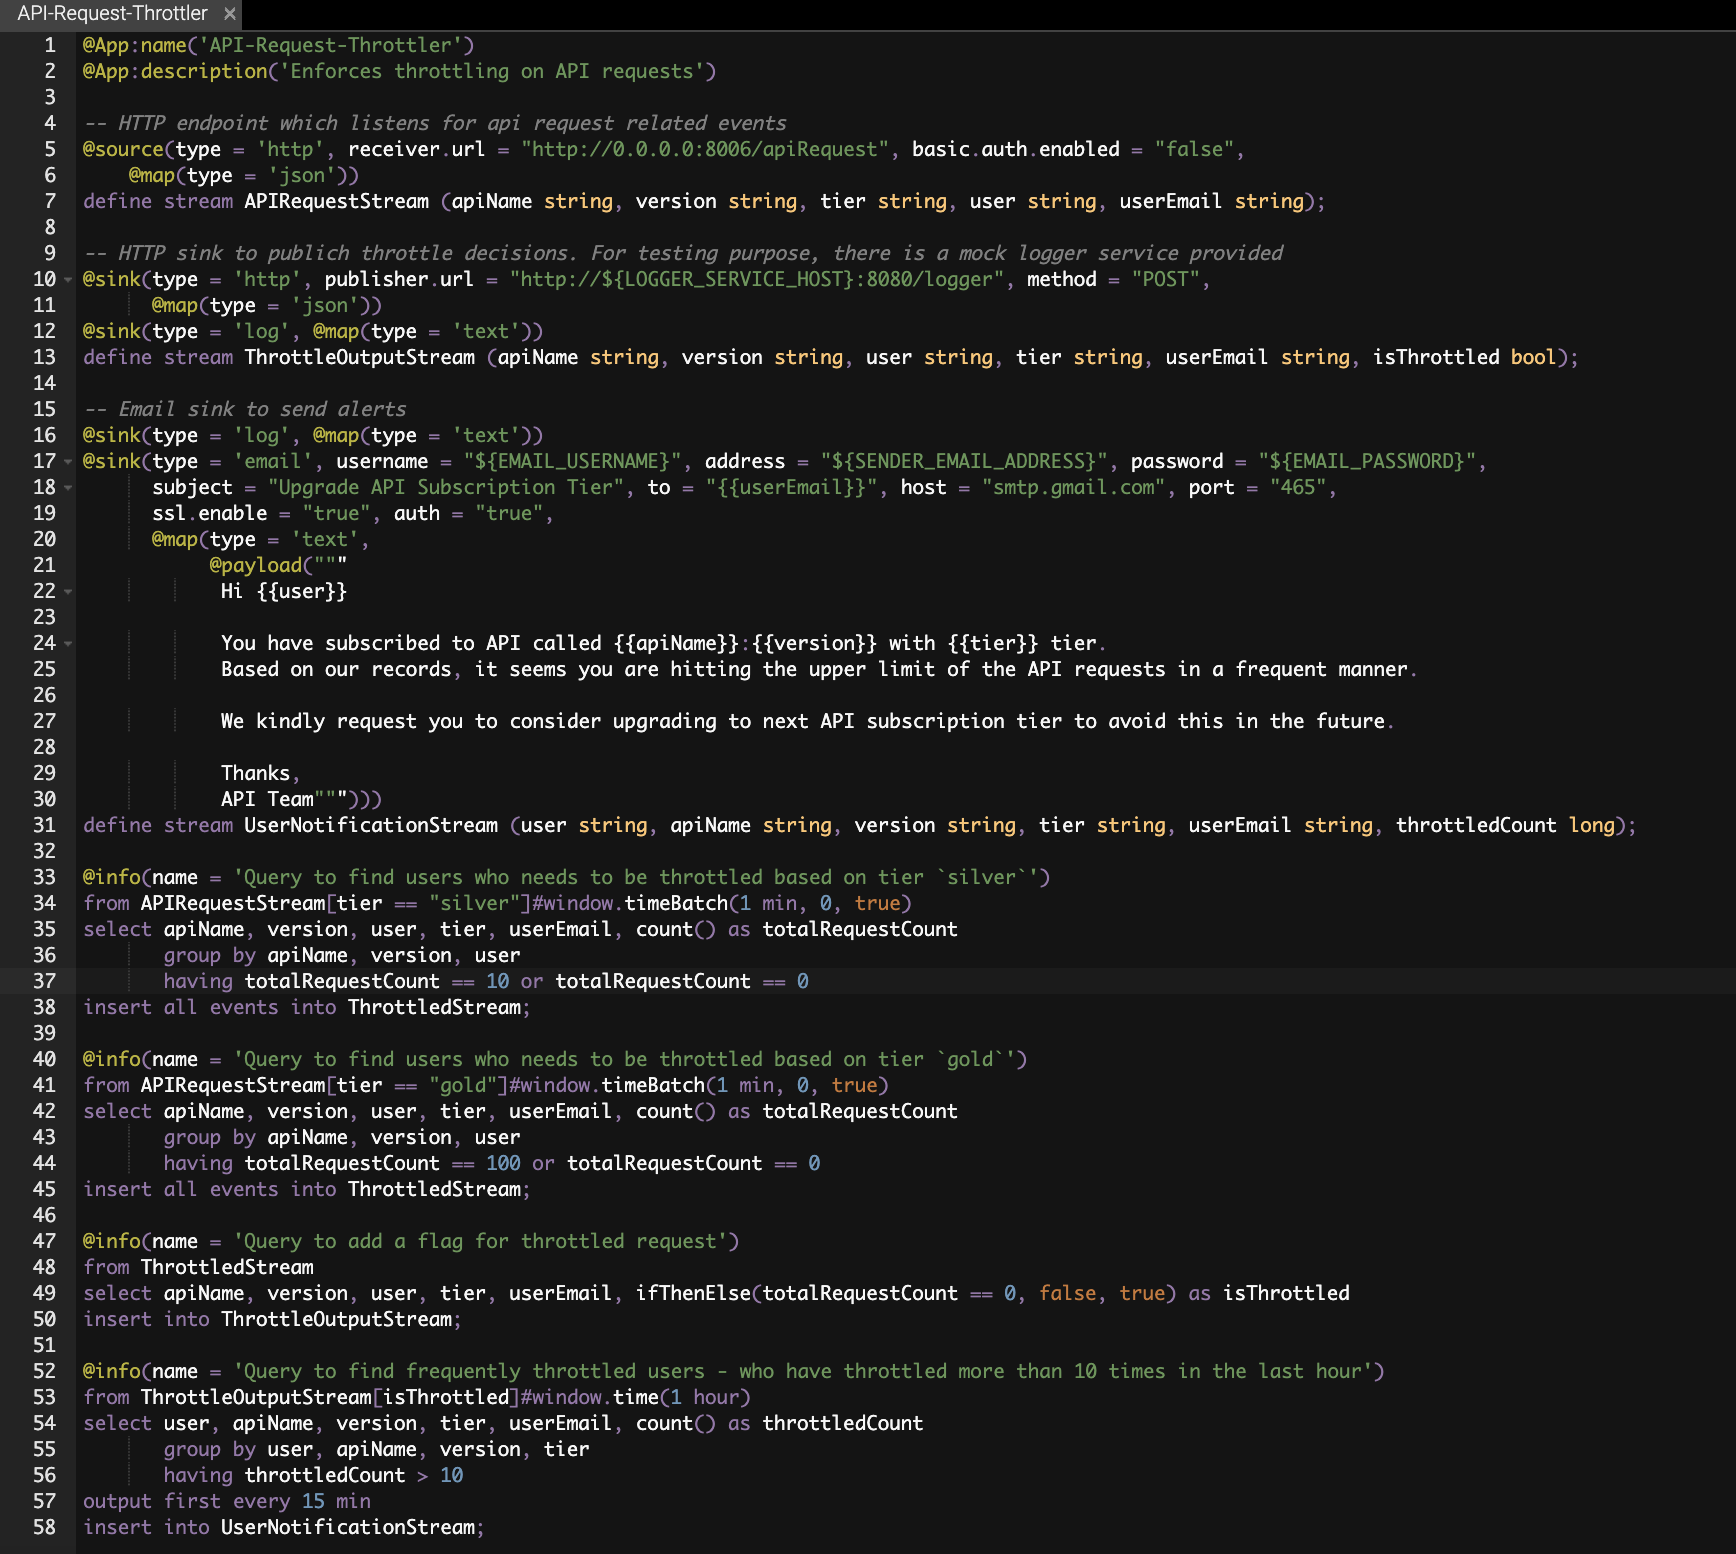 API-Request-Throttler ×
1 @App:name('API-Request-Throttler')
2 @App:description('Enforces throttling on API requests')
3
4 -- HTTP endpoint which listens for api request related events
5 @source(type = 'http', receiver.url = "http://0.0.0.0:8006/apiRequest", basic.auth.enabled = "false",
6     @map(type = 'json'))
7 define stream APIRequestStream (apiName string, version string, tier string, user string, userEmail string);
8
9 -- HTTP sink to publich throttle decisions. For testing purpose, there is a mock logger service provided
10 @sink(type = 'http', publisher.url = "http://${LOGGER_SERVICE_HOST}:8080/logger", method = "POST",
11       @map(type = 'json'))
12 @sink(type = 'log', @map(type = 'text'))
13 define stream ThrottleOutputStream (apiName string, version string, user string, tier string, userEmail string, isThrottled bool);
14
15 -- Email sink to send alerts
16 @sink(type = 'log', @map(type = 'text'))
17 @sink(type = 'email', username = "${EMAIL_USERNAME}", address = "${SENDER_EMAIL_ADDRESS}", password = "${EMAIL_PASSWORD}",
18       subject = "Upgrade API Subscription Tier", to = "{{userEmail}}", host = "smtp.gmail.com", port = "465",
19       ssl.enable = "true", auth = "true",
20       @map(type = 'text',
21            @payload("""
22             Hi {{user}}
23
24             You have subscribed to API called {{apiName}}:{{version}} with {{tier}} tier.
25             Based on our records, it seems you are hitting the upper limit of the API requests in a frequent manner.
26
27             We kindly request you to consider upgrading to next API subscription tier to avoid this in the future.
28
29             Thanks,
30             API Team""")))
31 define stream UserNotificationStream (user string, apiName string, version string, tier string, userEmail string, throttledCount long);
32
33 @info(name = 'Query to find users who needs to be throttled based on tier `silver`')
34 from APIRequestStream[tier == "silver"]#window.timeBatch(1 min, 0, true)
35 select apiName, version, user, tier, userEmail, count() as totalRequestCount
36        group by apiName, version, user
37        having totalRequestCount == 10 or totalRequestCount == 0
38 insert all events into ThrottledStream;
39
40 @info(name = 'Query to find users who needs to be throttled based on tier `gold`')
41 from APIRequestStream[tier == "gold"]#window.timeBatch(1 min, 0, true)
42 select apiName, version, user, tier, userEmail, count() as totalRequestCount
43        group by apiName, version, user
44        having totalRequestCount == 100 or totalRequestCount == 0
45 insert all events into ThrottledStream;
46
47 @info(name = 'Query to add a flag for throttled request')
48 from ThrottledStream
49 select apiName, version, user, tier, userEmail, ifThenElse(totalRequestCount == 0, false, true) as isThrottled
50 insert into ThrottleOutputStream;
51
52 @info(name = 'Query to find frequently throttled users - who have throttled more than 10 times in the last hour')
53 from ThrottleOutputStream[isThrottled]#window.time(1 hour)
54 select user, apiName, version, tier, userEmail, count() as throttledCount
55        group by user, apiName, version, tier
56        having throttledCount > 10
57 output first every 15 min
58 insert into UserNotificationStream;